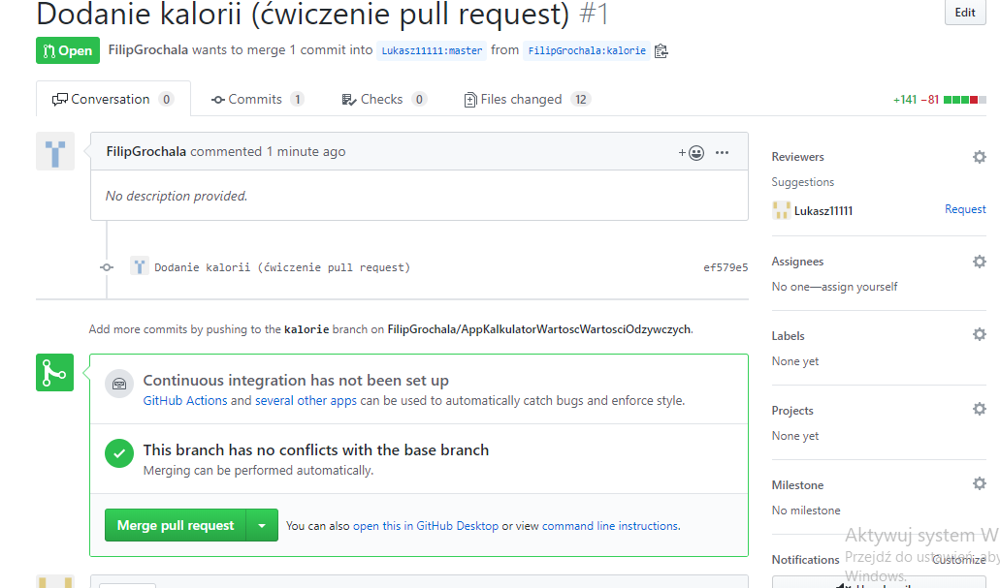 Dodanie kalorii (ćwiczenie pull request) #1
Edit
Open FilipGrochala wants to merge 1 commit into Lukasz11111:master from FilipGrochala:kalorie
Conversation 0 Commits 1 Checks 0 Files changed 12 +141 −81
FilipGrochala commented 1 minute ago
No description provided.
Dodanie kalorii (ćwiczenie pull request) ef579e5
Add more commits by pushing to the kalorie branch on FilipGrochala/AppKalkulatorWartoscWartosciOdzywczych.
Continuous integration has not been set up
GitHub Actions and several other apps can be used to automatically catch bugs and enforce style.
This branch has no conflicts with the base branch
Merging can be performed automatically.
Merge pull request You can also open this in GitHub Desktop or view command line instructions.
Reviewers
Suggestions
Lukasz11111 Request
Assignees
No one—assign yourself
Labels
None yet
Projects
None yet
Milestone
No milestone
Notifications Customize
Aktywuj system W
Przejdź do ustawień, aby
Windows.